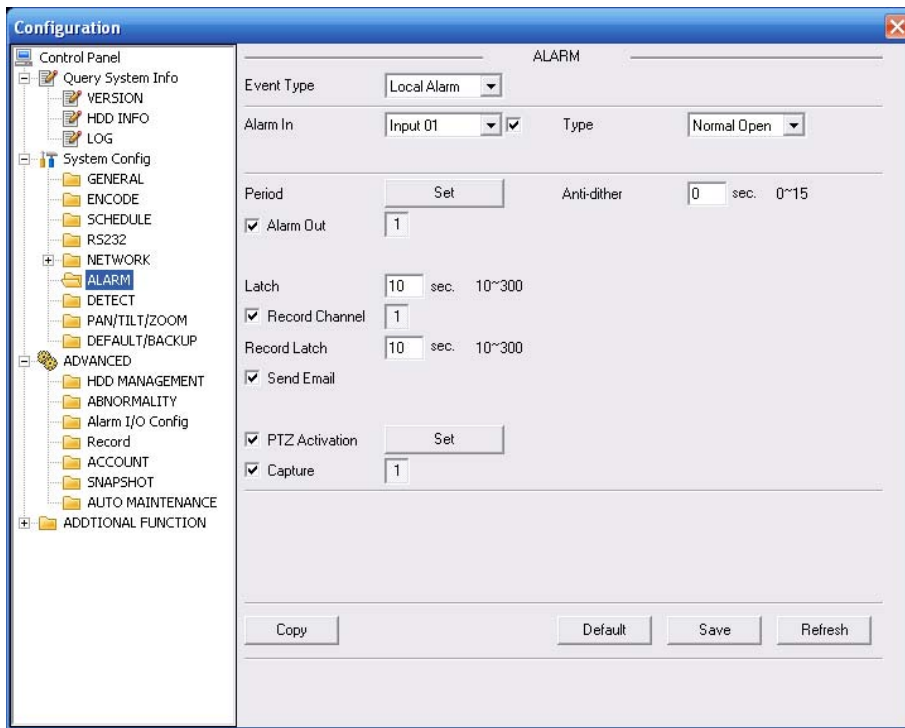 Configuration
Control Panel
Query System Info
VERSION
HDD INFO
LOG
System Config
GENERAL
ENCODE
SCHEDULE
RS232
NETWORK
ALARM
DETECT
PAN/TILT/ZOOM
DEFAULT/BACKUP
ADVANCED
HDD MANAGEMENT
ABNORMALITY
Alarm I/O Config
Record
ACCOUNT
SNAPSHOT
AUTO MAINTENANCE
ADDTIONAL FUNCTION
ALARM
Event Type Local Alarm
Alarm In Input 01 Type Normal Open
Period Set Anti-dither 0 sec. 0~15
Alarm Out 1
Latch 10 sec. 10~300
Record Channel 1
Record Latch 10 sec. 10~300
Send Email
PTZ Activation Set
Capture 1
Copy Default Save Refresh